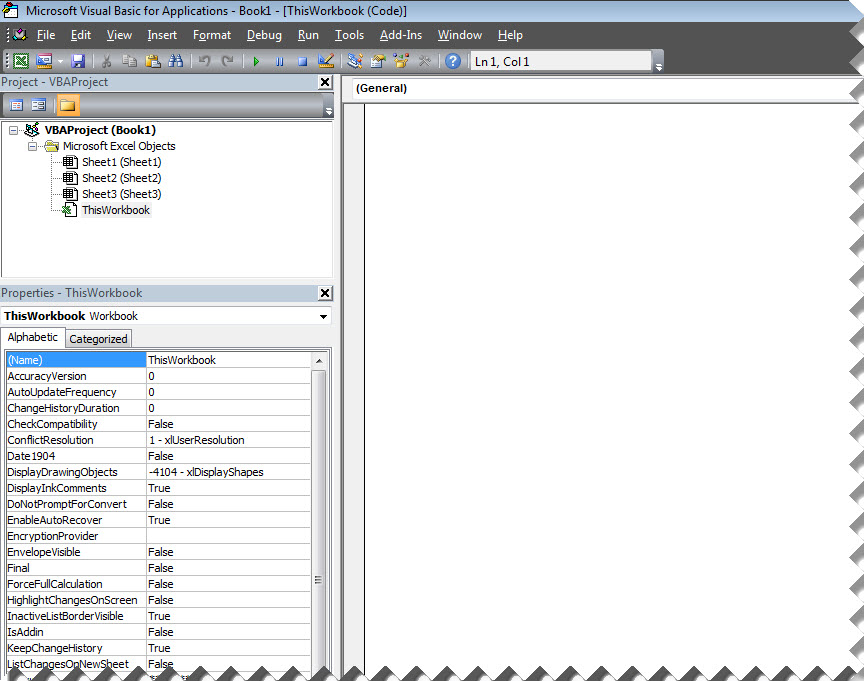 Microsoft Visual Basic for Applications - Book1 - [ThisWorkbook (Code)]
File Edit View Insert Format Debug Run Tools Add-Ins Window Help
Ln 1, Col 1
Project - VBAProject
(General)
VBAProject (Book1)
Microsoft Excel Objects
Sheet1 (Sheet1)
Sheet2 (Sheet2)
Sheet3 (Sheet3)
ThisWorkbook
Properties - ThisWorkbook
ThisWorkbook Workbook
Alphabetic Categorized
(Name) ThisWorkbook
AccuracyVersion 0
AutoUpdateFrequency 0
ChangeHistoryDuration 0
CheckCompatibility False
ConflictResolution 1 - xlUserResolution
Date1904 False
DisplayDrawingObjects -4104 - xlDisplayShapes
DisplayInkComments True
DoNotPromptForConvert False
EnableAutoRecover True
EncryptionProvider
EnvelopeVisible False
Final False
ForceFullCalculation False
HighlightChangesOnScreen False
InactiveListBorderVisible True
IsAddin False
KeepChangeHistory True
ListChangesOnNewSheet False